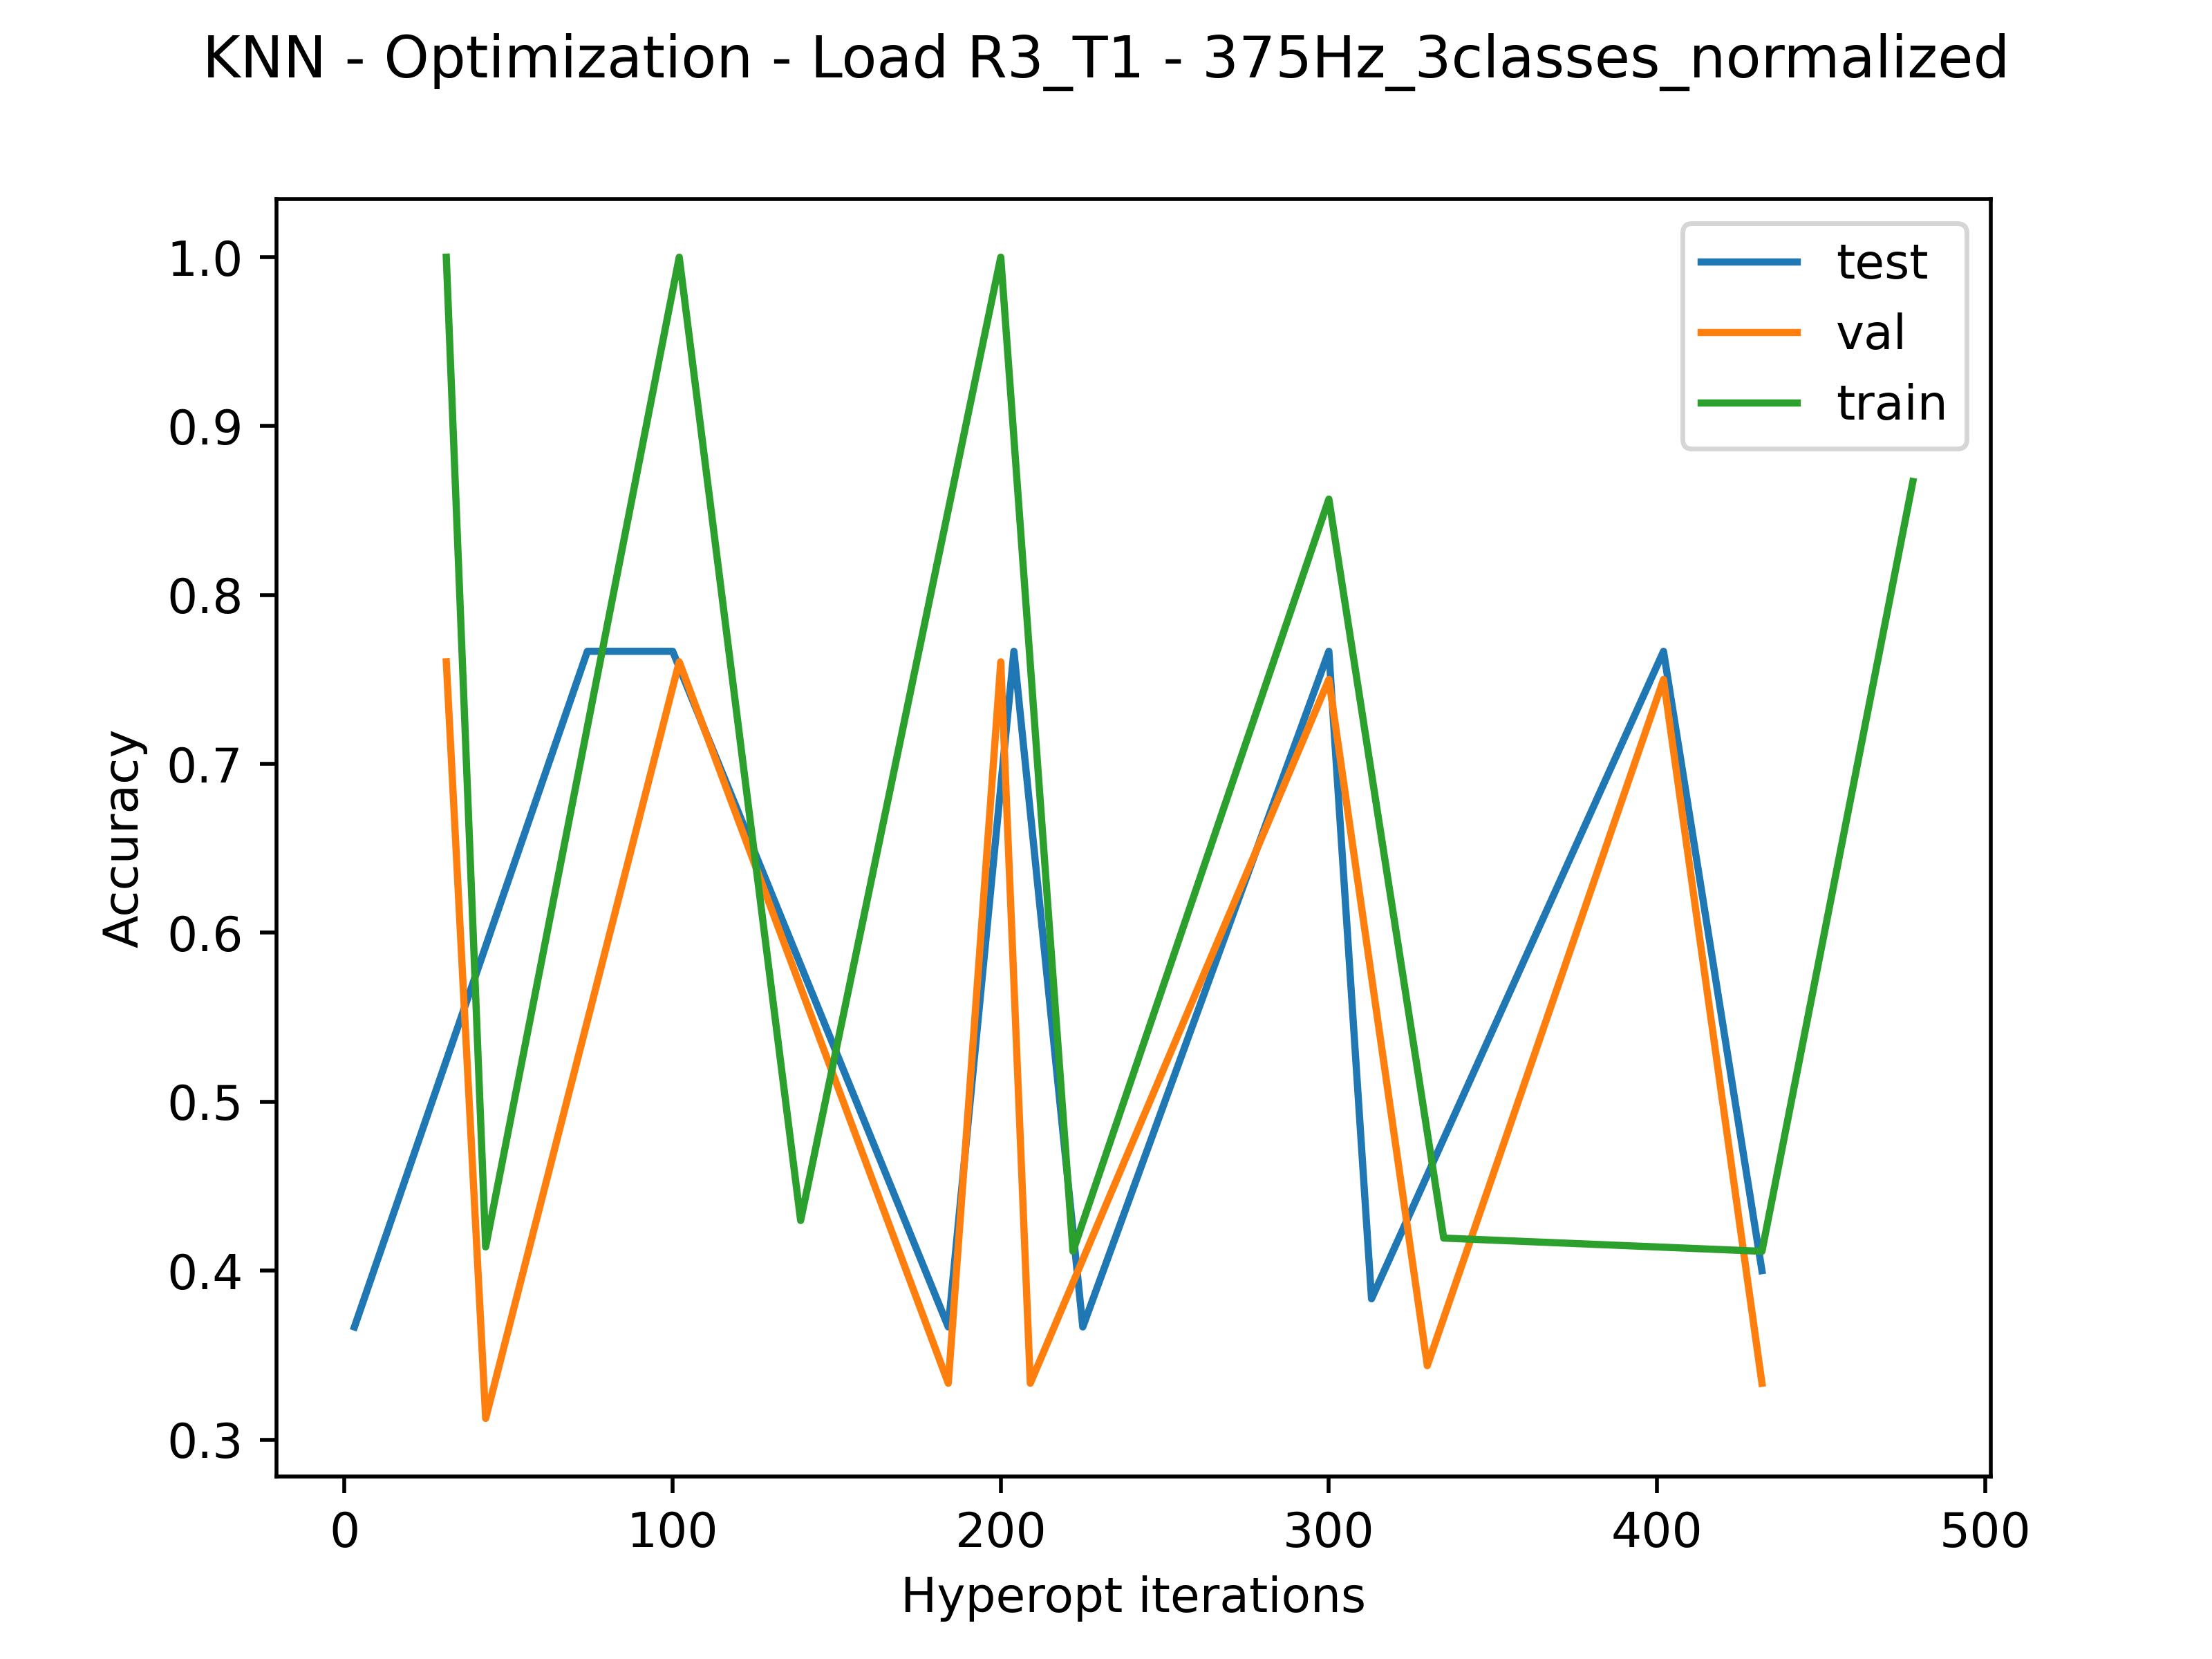 KNN - Optimization - Load R3_T1 - 375Hz_3classes_normalized
test
val
train
1.0
0.9
0.8
0.7
0.6
0.5
0.4
0.3
Accuracy
0 100 200 300 400 500
Hyperopt iterations